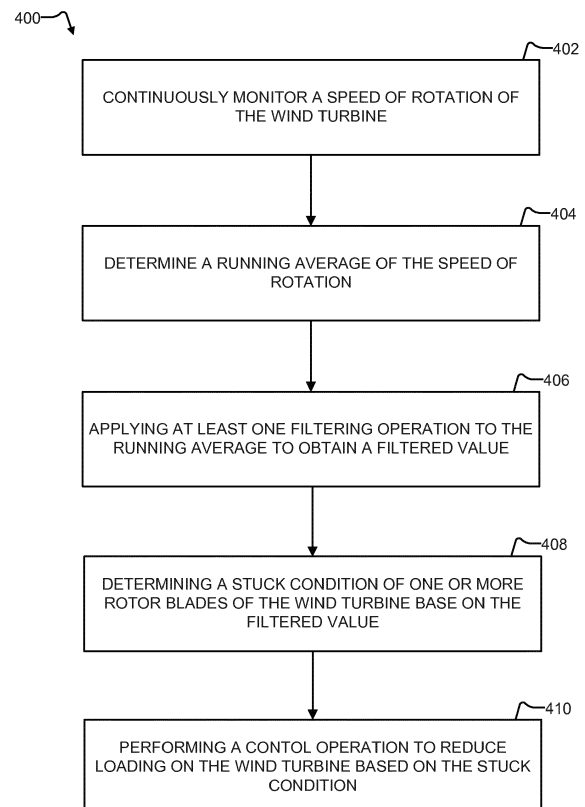 400
402
CONTINUOUSLY MONITOR A SPEED OF ROTATION OF
THE WIND TURBINE
404
DETERMINE A RUNNING AVERAGE OF THE SPEED OF
ROTATION
406
APPLYING AT LEAST ONE FILTERING OPERATION TO THE
RUNNING AVERAGE TO OBTAIN A FILTERED VALUE
408
DETERMINING A STUCK CONDITION OF ONE OR MORE
ROTOR BLADES OF THE WIND TURBINE BASE ON THE
FILTERED VALUE
410
PERFORMING A CONTOL OPERATION TO REDUCE
LOADING ON THE WIND TURBINE BASED ON THE STUCK
CONDITION